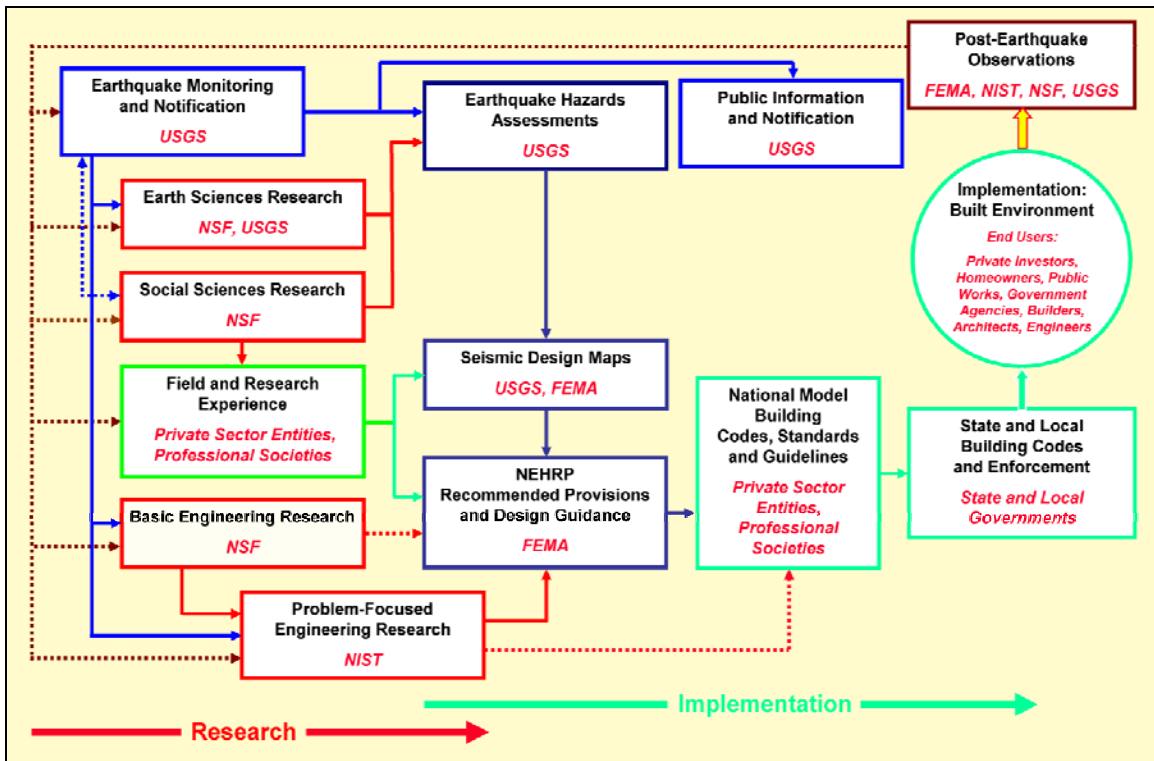 Post-Earthquake
Observations
FEMA, NIST, NSF, USGS
Earthquake Monitoring
and Notification
USGS
Earthquake Hazards
Assessments
USGS
Public Information
and Notification
USGS
Earth Sciences Research
NSF, USGS
Implementation:
Built Environment
End Users:
Private Investors,
Homeowners, Public
Works, Government
Agencies, Builders,
Architects, Engineers
Social Sciences Research
NSF
Field and Research
Experience
Private Sector Entities,
Professional Societies
Seismic Design Maps
USGS, FEMA
National Model
Building
Codes, Standards
and Guidelines
Private Sector
Entities,
Professional
Societies
State and Local
Building Codes
and Enforcement
State and Local
Governments
NEHRP
Recommended Provisions
and Design Guidance
FEMA
Basic Engineering Research
NSF
Problem-Focused
Engineering Research
NIST
Implementation
Research